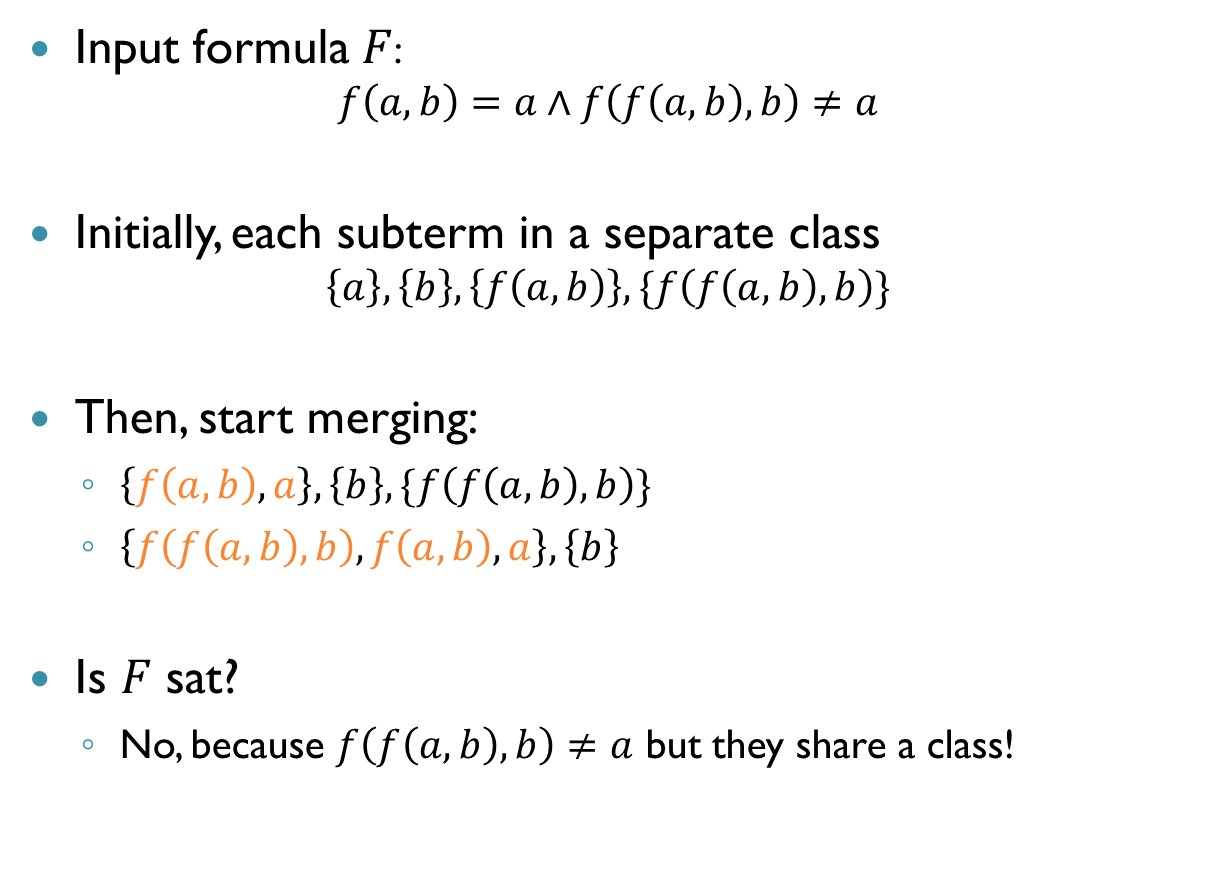 • Input formula 𝐹:
𝑓(𝑎, 𝑏) = 𝑎 ∧ 𝑓(𝑓(𝑎, 𝑏), 𝑏) ≠ 𝑎
• Initially, each subterm in a separate class
{𝑎}, {𝑏}, {𝑓(𝑎, 𝑏)}, {𝑓(𝑓(𝑎, 𝑏), 𝑏)}
• Then, start merging:
◦ {𝑓(𝑎, 𝑏), 𝑎}, {𝑏}, {𝑓(𝑓(𝑎, 𝑏), 𝑏)}
◦ {𝑓(𝑓(𝑎, 𝑏), 𝑏), 𝑓(𝑎, 𝑏), 𝑎}, {𝑏}
• Is 𝐹 sat?
◦ No, because 𝑓(𝑓(𝑎, 𝑏), 𝑏) ≠ 𝑎 but they share a class!